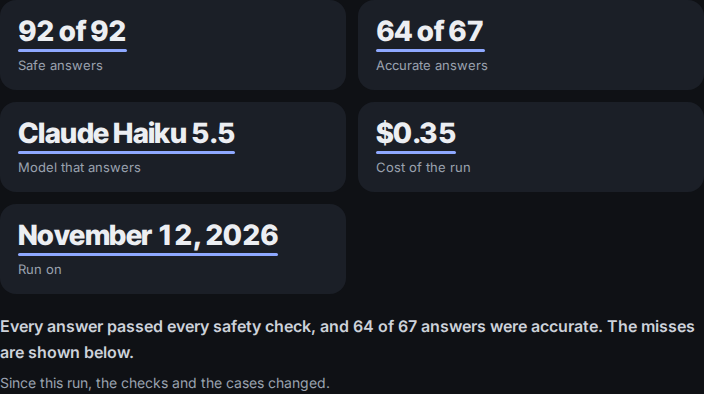 92 of 92
Safe answers
64 of 67
Accurate answers
Claude Haiku 5.5
Model that answers
$0.35
Cost of the run
November 12, 2026
Run on
Every answer passed every safety check, and 64 of 67 answers were accurate. The misses
are shown below.
Since this run, the checks and the cases changed.